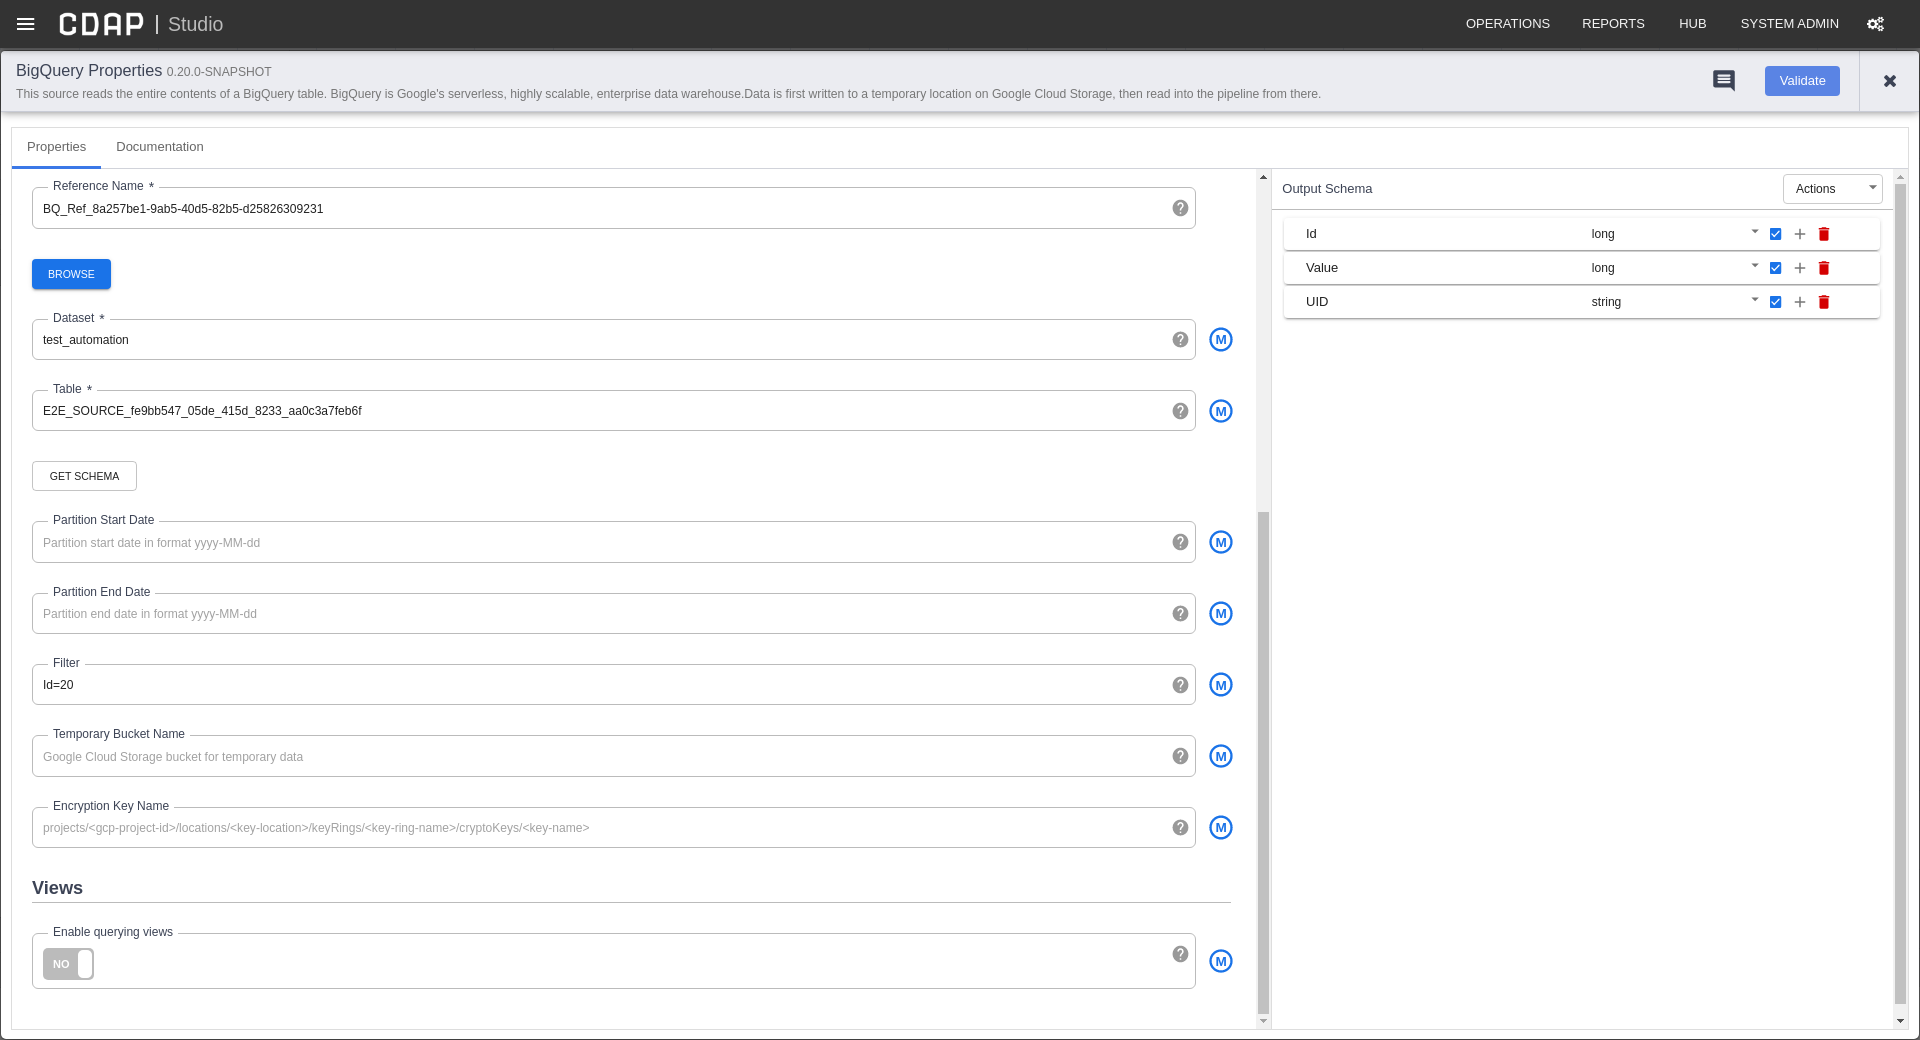 CDAP | Studio
OPERATIONS REPORTS HUB SYSTEM ADMIN
BigQuery Properties 0.20.0-SNAPSHOT
This source reads the entire contents of a BigQuery table. BigQuery is Google's serverless, highly scalable, enterprise data warehouse.Data is first written to a temporary location on Google Cloud Storage, then read into the pipeline from there.
Validate
Properties Documentation
Reference Name *
BQ_Ref_8a257be1-9ab5-40d5-82b5-d25826309231
BROWSE
Dataset *
test_automation
M
Table *
E2E_SOURCE_fe9bb547_05de_415d_8233_aa0c3a7feb6f
M
GET SCHEMA
Partition Start Date
Partition start date in format yyyy-MM-dd
M
Partition End Date
Partition end date in format yyyy-MM-dd
M
Filter
Id=20
M
Temporary Bucket Name
Google Cloud Storage bucket for temporary data
M
Encryption Key Name
projects/<gcp-project-id>/locations/<key-location>/keyRings/<key-ring-name>/cryptoKeys/<key-name>
M
Views
Enable querying views
NO
M
Output Schema
Actions
Id long
Value long
UID string